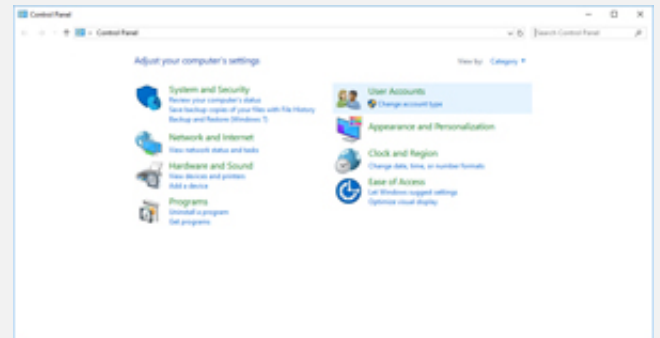 Control Panel
Control Panel
Search Control Panel
Adjust your computer's settings
View by: Category
System and Security
Review your computer's status
Save backup copies of your files with File History
Backup and Restore (Windows 7)
Network and Internet
View network status and tasks
Hardware and Sound
View devices and printers
Add a device
Programs
Uninstall a program
Get programs
User Accounts
Change account type
Appearance and Personalization
Clock and Region
Change date, time, or number formats
Ease of Access
Let Windows suggest settings
Optimize visual display